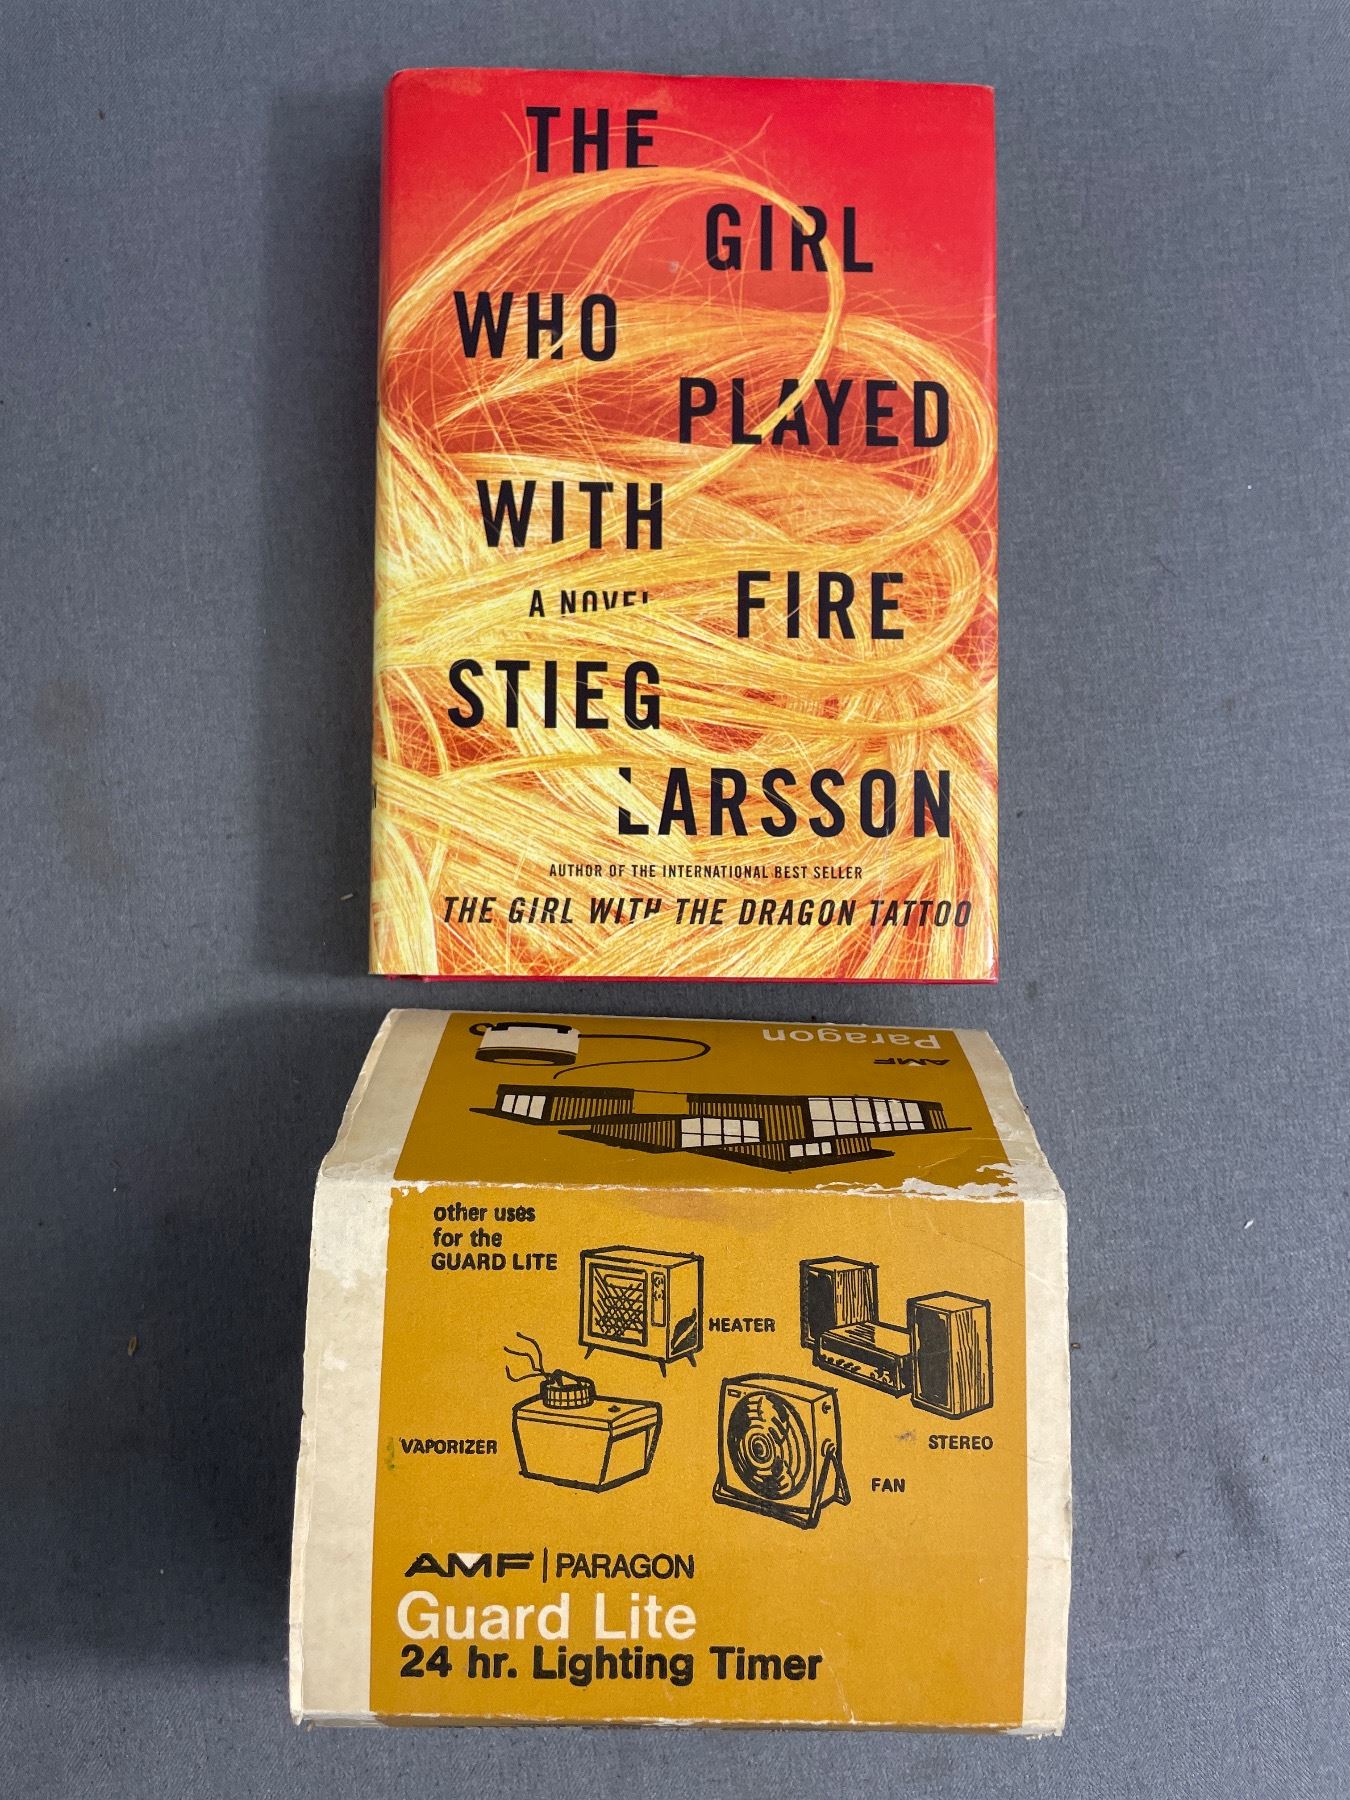 THE
GIRL
WHO
PLAYED
WITH
FIRE
A NOVEL
STIEG
LARSSON
AUTHOR OF THE INTERNATIONAL BEST SELLER
THE GIRL WITH THE DRAGON TATTOO
Paragon
AMF
other uses
for the
GUARD LITE
HEATER
VAPORIZER
STEREO
FAN
AMF | PARAGON
Guard Lite
24 hr. Lighting Timer